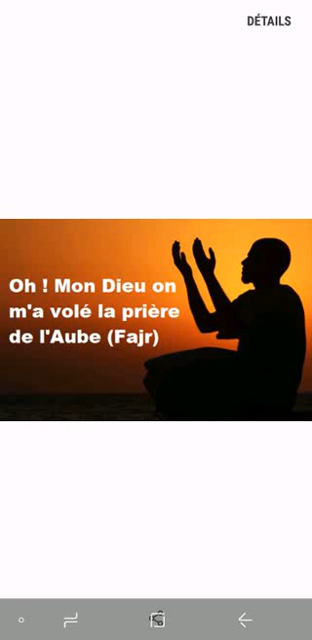 DÉTAILS
Oh ! Mon Dieu on
m'a volé la prière
de l'Aube (Fajr)